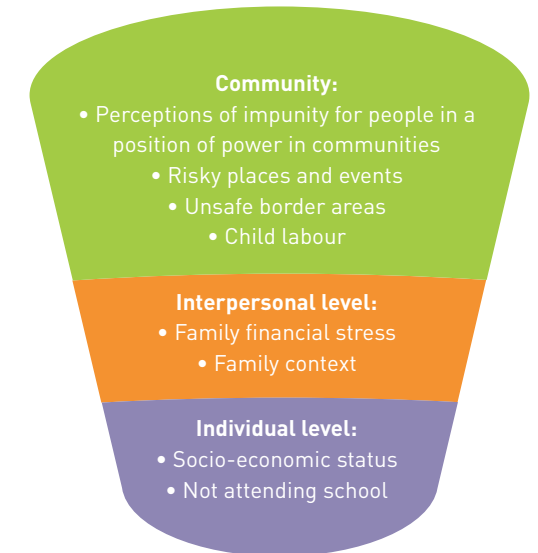 Community:
• Perceptions of impunity for people in a
position of power in communities
• Risky places and events
• Unsafe border areas
• Child labour
Interpersonal level:
• Family financial stress
• Family context
Individual level:
• Socio-economic status
• Not attending school